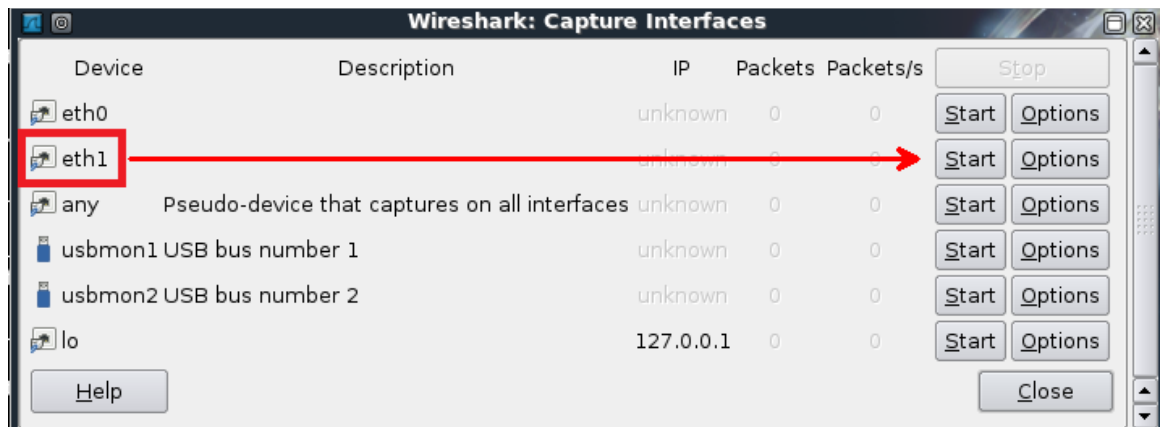 Wireshark: Capture Interfaces
Device Description IP Packets Packets/s Stop
eth0 unknown 0 0 Start Options
eth1 unknown 0 0 Start Options
any Pseudo-device that captures on all interfaces unknown 0 0 Start Options
usbmon1 USB bus number 1 unknown 0 0 Start Options
usbmon2 USB bus number 2 unknown 0 0 Start Options
lo 127.0.0.1 0 0 Start Options
Help Close